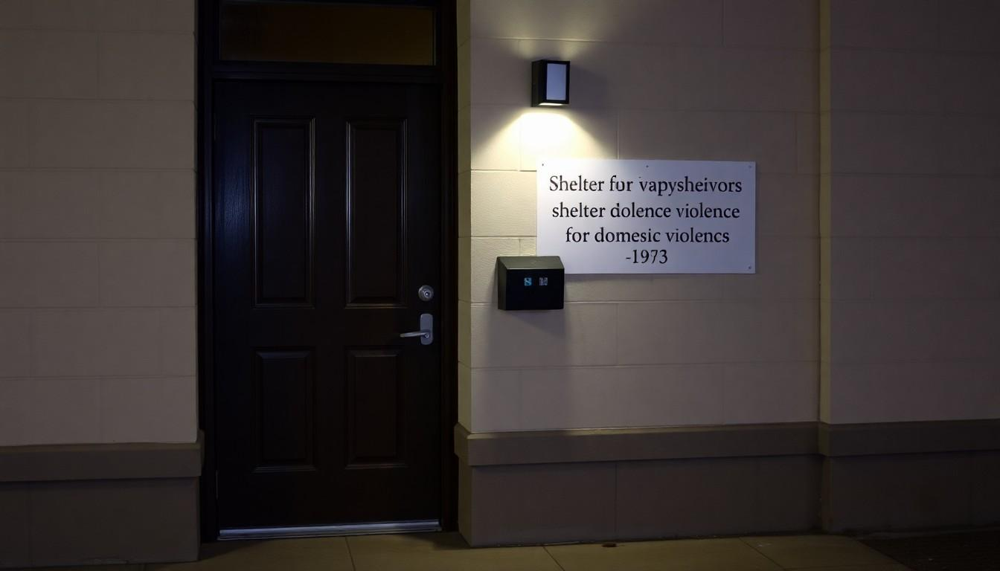 Shelter for vapysheivors
shelter dolence violence
for domesic violencs
-1973